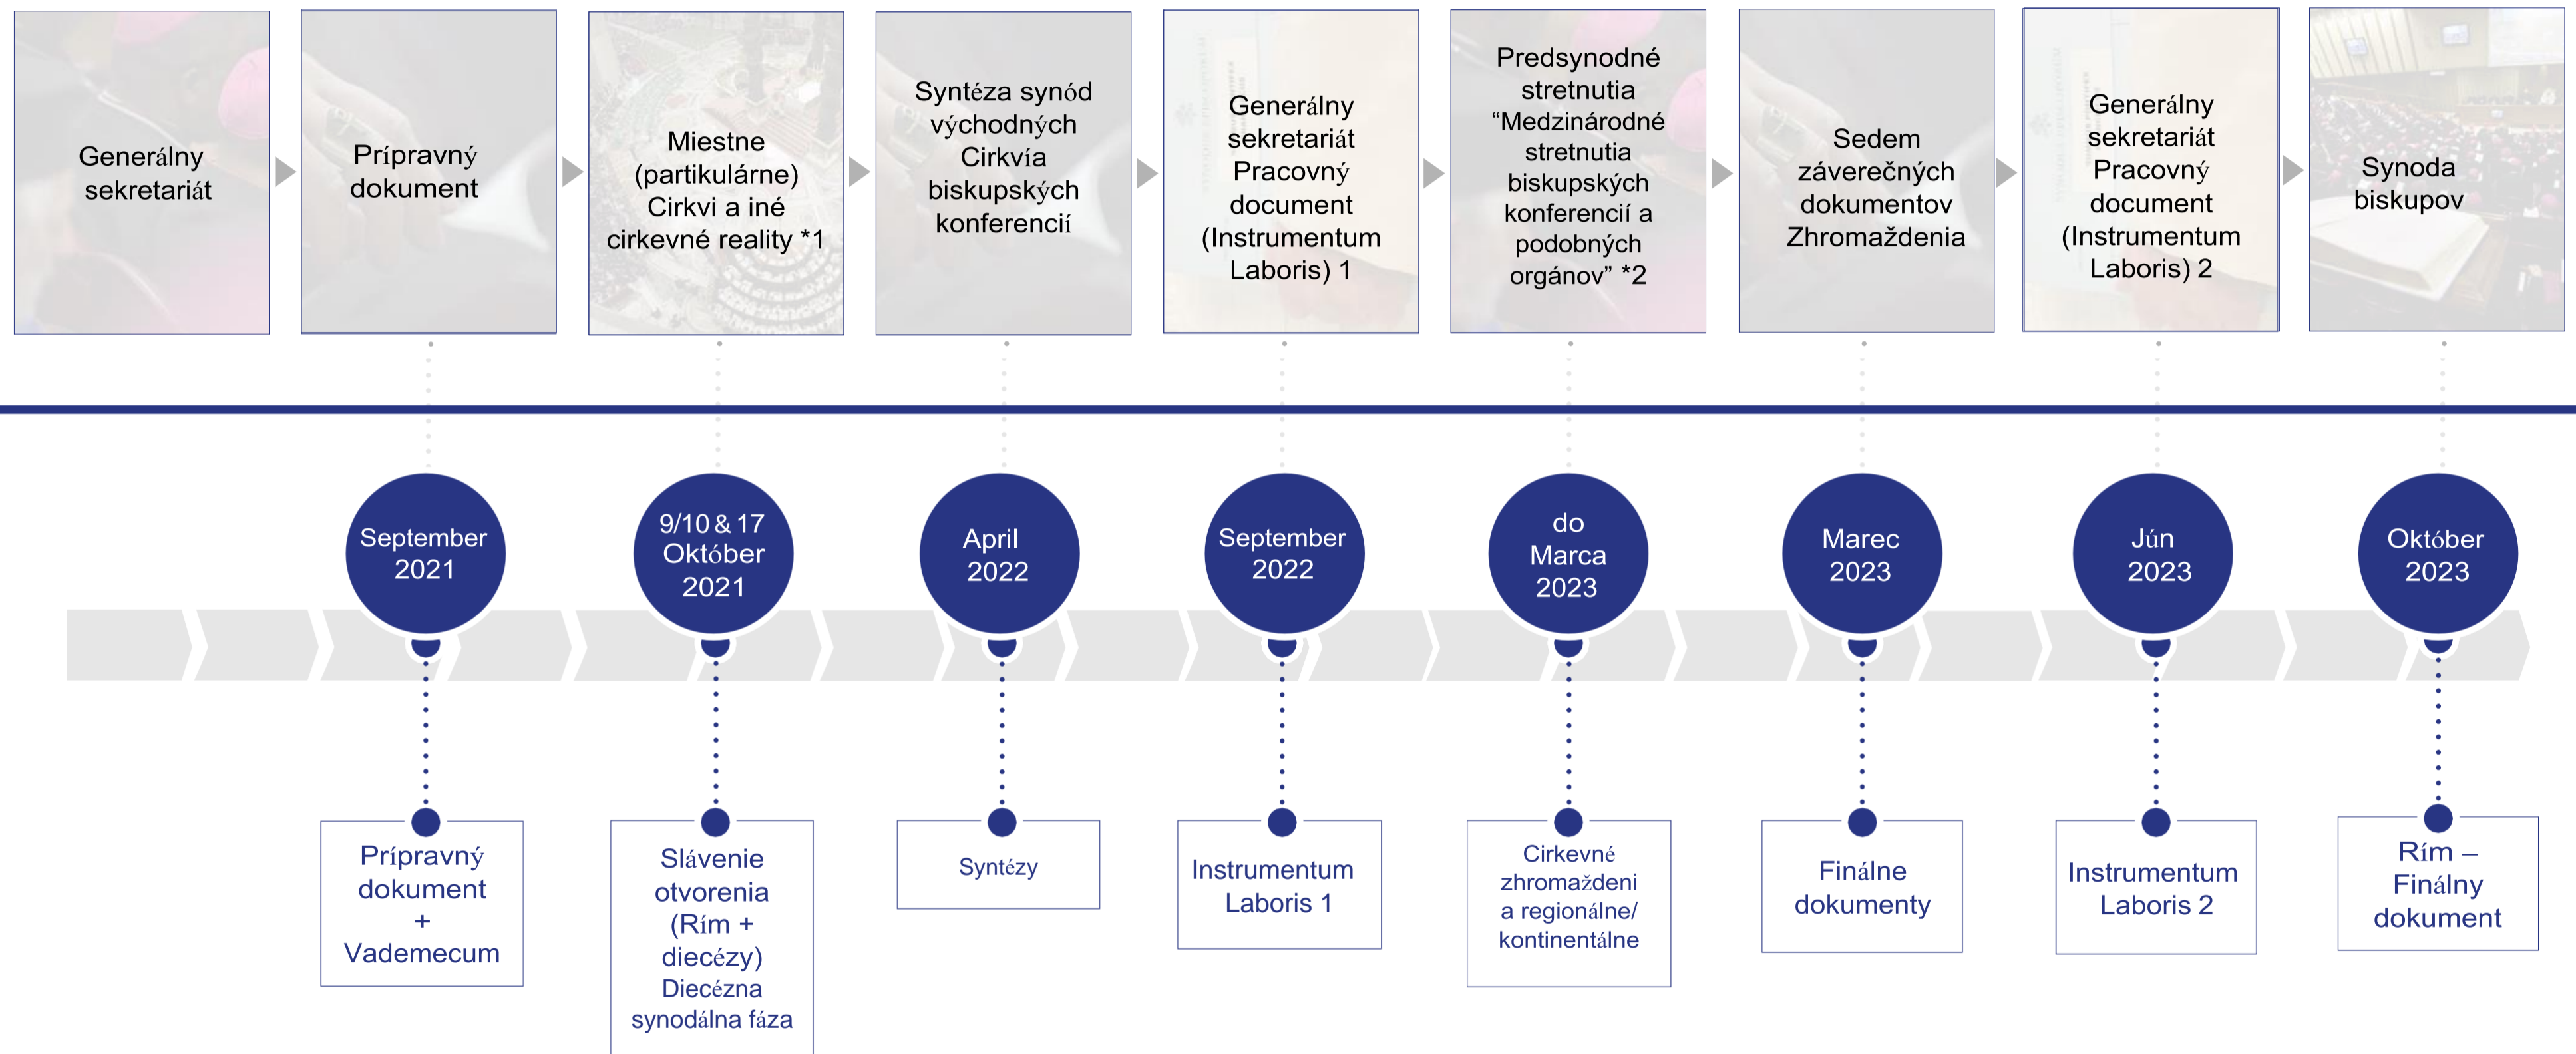 Generálny
sekretariát
Prípravný
dokument
Miestne
(partikulárne)
Cirkvi a iné
cirkevné reality *1
Syntéza synód
východných
Cirkvía
biskupských
konferencií
Generálny
sekretariát
Pracovný
document
(Instrumentum
Laboris) 1
Predsynodné
stretnutia
“Medzinárodné
stretnutia
biskupských
konferencií a
podobných
orgánov” *2
Sedem
záverečných
dokumentov
Zhromaždenia
Generálny
sekretariát
Pracovný
document
(Instrumentum
Laboris) 2
Synoda
biskupov
September
2021
9/10 & 17
Október
2021
April
2022
September
2022
do
Marca
2023
Marec
2023
Jún
2023
Október
2023
Prípravný
dokument
+
Vademecum
Slávenie
otvorenia
(Rím +
diecézy)
Diecézna
synodálna fáza
Syntézy
Instrumentum
Laboris 1
Cirkevné
zhromaždeni
a regionálne/
kontinentálne
Finálne
dokumenty
Instrumentum
Laboris 2
Rím –
Finálny
dokument